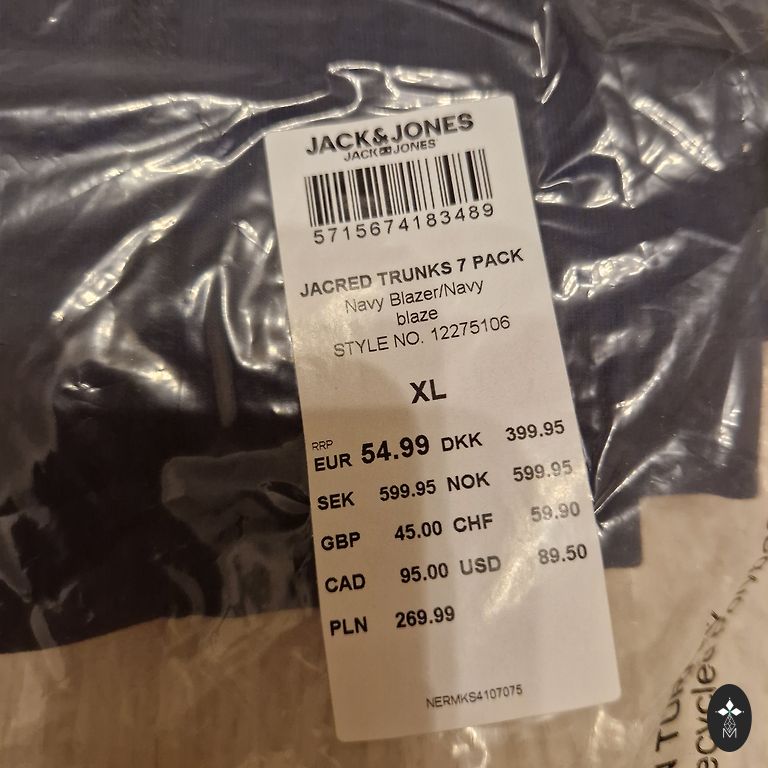 JACK&JONES
JACK&JONES
5715674183489
JACRED TRUNKS 7 PACK
Navy Blazer/Navy
blaze
STYLE NO. 12275106
XL
RRP
EUR 54.99 DKK 399.95
SEK 599.95 NOK 599.95
GBP 45.00 CHF 59.90
CAD 95.00 USD 89.50
PLN 269.99
NERMKS4107075
M